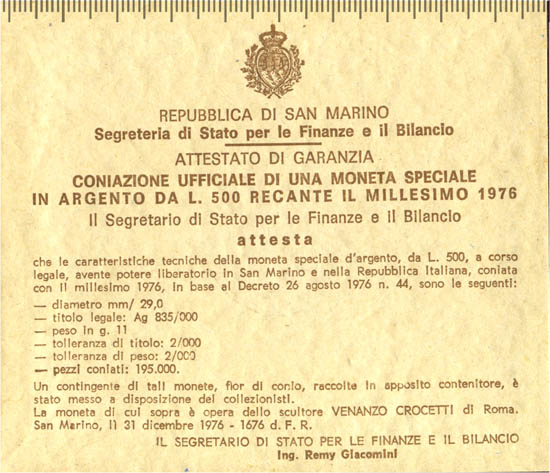 REPUBBLICA DI SAN MARINO
Segreteria di Stato per le Finanze e il Bilancio
ATTESTATO DI GARANZIA
CONIAZIONE UFFICIALE DI UNA MONETA SPECIALE
IN ARGENTO DA L. 500 RECANTE IL MILLESIMO 1976
Il Segretario di Stato per le Finanze e il Bilancio
attesta
che le caratteristiche tecniche della moneta speciale d'argento, da L. 500, a corso
legale, avente potere liberatorio in San Marino e nella Repubblica Italiana, coniata
con il millesimo 1976, in base al Decreto 26 agosto 1976 n. 44, sono le seguenti:
— diametro mm/ 29,0
— titolo legale: Ag 835/000
— peso in g. 11
— tolleranza di titolo: 2/000
— tolleranza di peso: 2/000
— pezzi coniati: 195.000.
Un contingente di tali monete, fior di conio, raccolte in apposito contenitore, è
stato messo a disposizione dei collezionisti.
La moneta di cui sopra è opera dello scultore VENANZO CROCETTI di Roma.
San Marino, il 31 dicembre 1976 - 1676 d. F. R.
IL SEGRETARIO DI STATO PER LE FINANZE E IL BILANCIO
Ing. Remy Giacomini